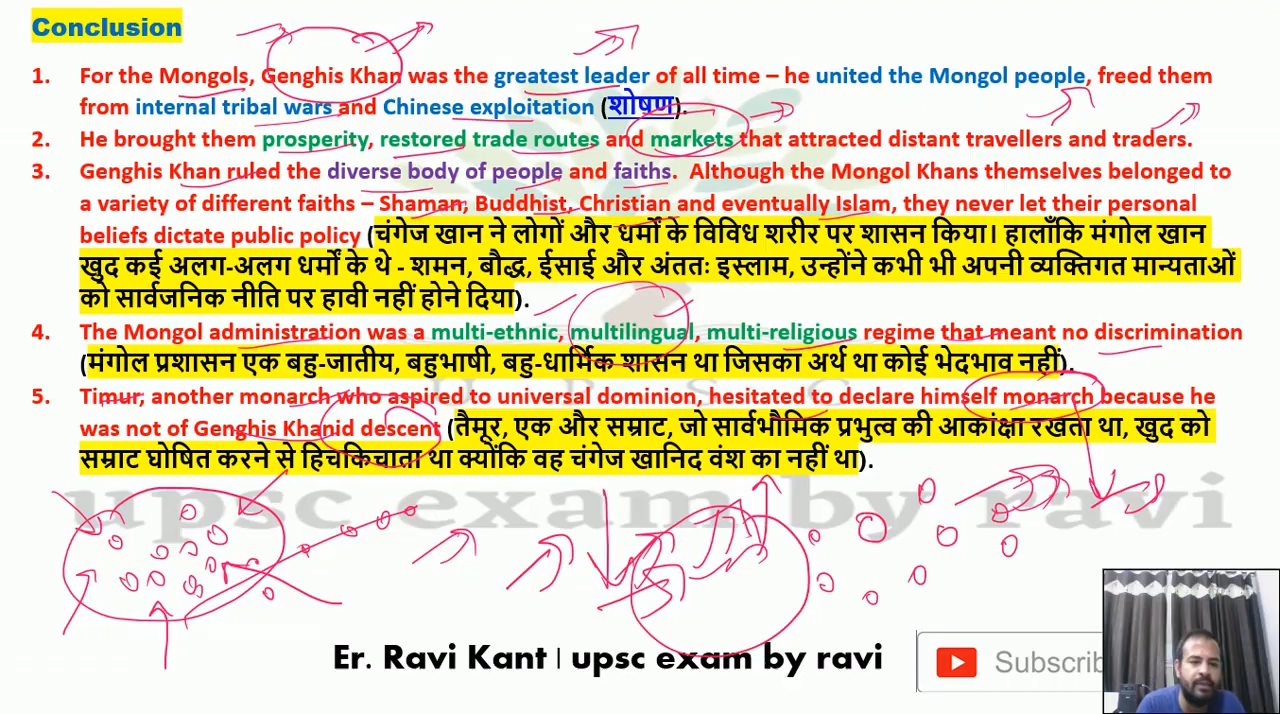 Conclusion
1. For the Mongols, Genghis Khan was the greatest leader of all time – he united the Mongol people, freed them
from internal tribal wars and Chinese exploitation (शोषण).
2. He brought them prosperity, restored trade routes and markets that attracted distant travellers and traders.
3. Genghis Khan ruled the diverse body of people and faiths. Although the Mongol Khans themselves belonged to
a variety of different faiths – Shaman, Buddhist, Christian and eventually Islam, they never let their personal
beliefs dictate public policy (चंगेज खान ने लोगों और धर्मों के विविध शरीर पर शासन किया। हालाँकि मंगोल खान
खुद कई अलग-अलग धर्मों के थे - शमन, बौद्ध, ईसाई और अंततः इस्लाम, उन्होंने कभी भी अपनी व्यक्तिगत मान्यताओं
को सार्वजनिक नीति पर हावी नहीं होने दिया).
4. The Mongol administration was a multi-ethnic, multilingual, multi-religious regime that meant no discrimination
(मंगोल प्रशासन एक बहु-जातीय, बहुभाषी, बहु-धार्मिक शासन था जिसका अर्थ था कोई भेदभाव नहीं).
U P S C
5. Timur, another monarch who aspired to universal dominion, hesitated to declare himself monarch because he
was not of Genghis Khanid descent (तैमूर, एक और सम्राट, जो सार्वभौमिक प्रभुत्व की आकांक्षा रखता था, खुद को
सम्राट घोषित करने से हिचकिचाता था क्योंकि वह चंगेज खानिद वंश का नहीं था).
upsc exam by ravi
Er. Ravi Kant | upsc exam by ravi
Subscrib